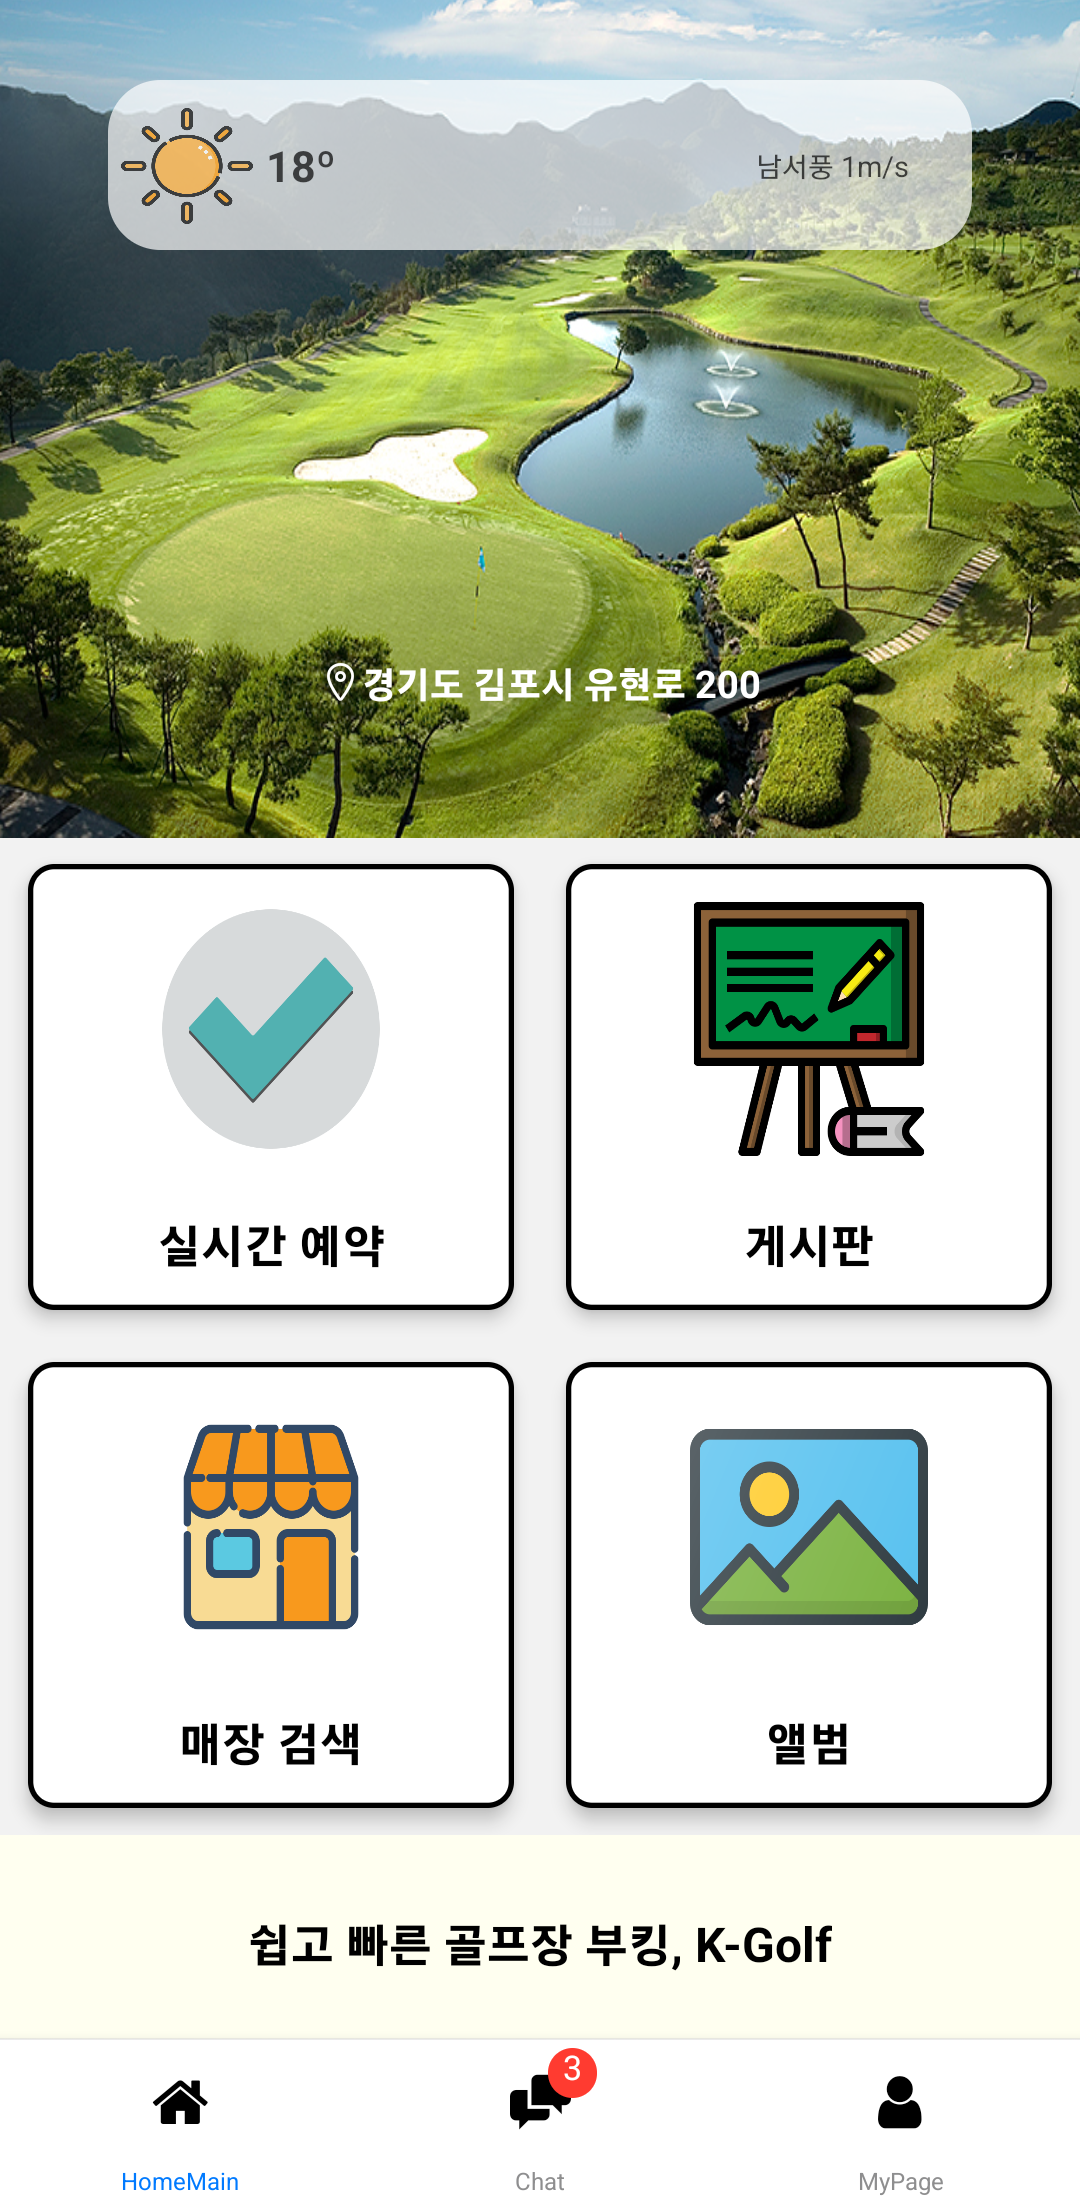 18º
남서풍 1m/s
경기도 김포시 유현로 200
실시간 예약
게시판
매장 검색
앨범
쉽고 빠른 골프장 부킹, K-Golf
3
HomeMain
Chat
MyPage